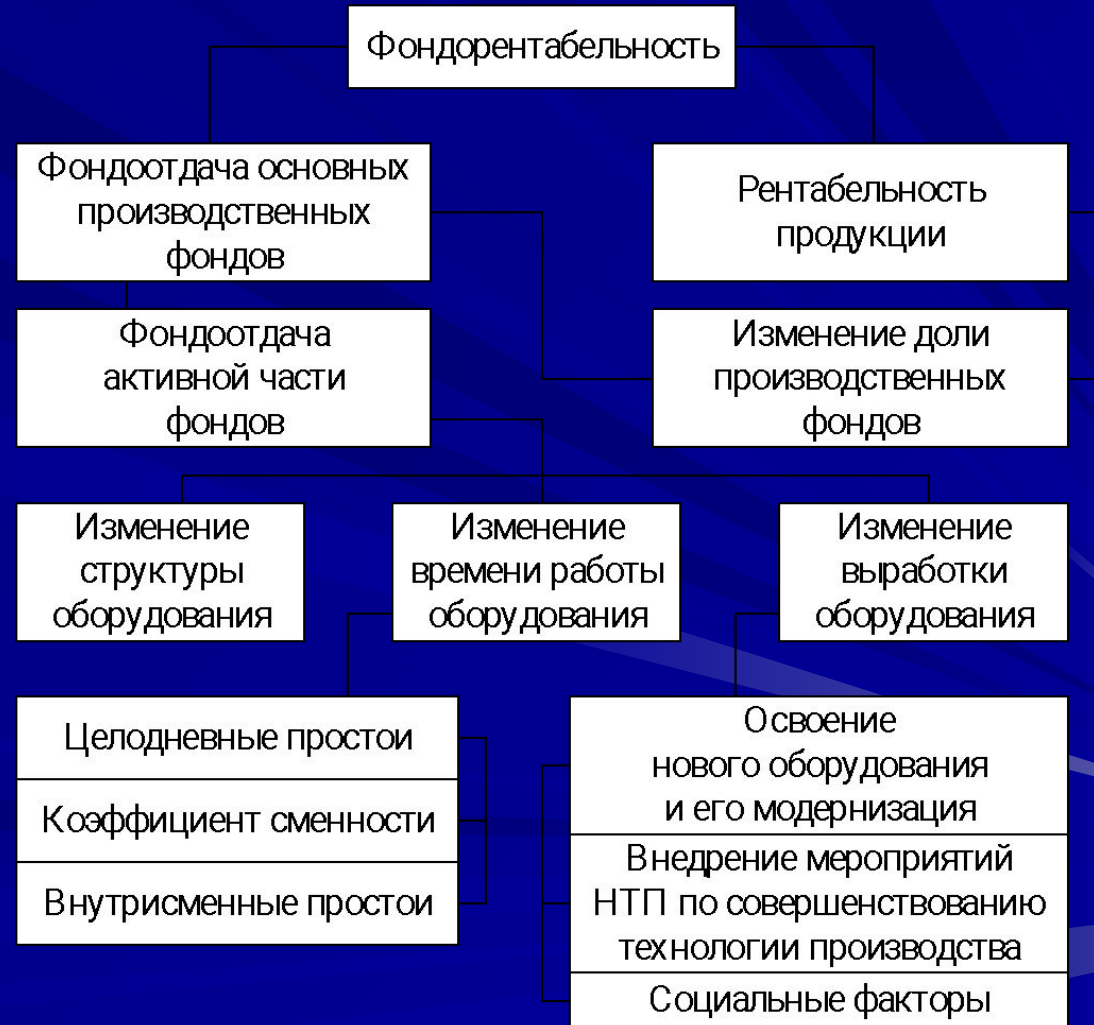 Фондорентабельность
Фондоотдача основных
производственных
фондов
Рентабельность
продукции
Фондоотдача
активной части
фондов
Изменение доли
производственных
фондов
Изменение
структуры
оборудования
Изменение
времени работы
оборудования
Изменение
выработки
оборудования
Целодневные простои
Коэффициент сменности
Внутрисменные простои
Освоение
нового оборудования
и его модернизация
Внедрение мероприятий
НТП по совершенствованию
технологии производства
Социальные факторы